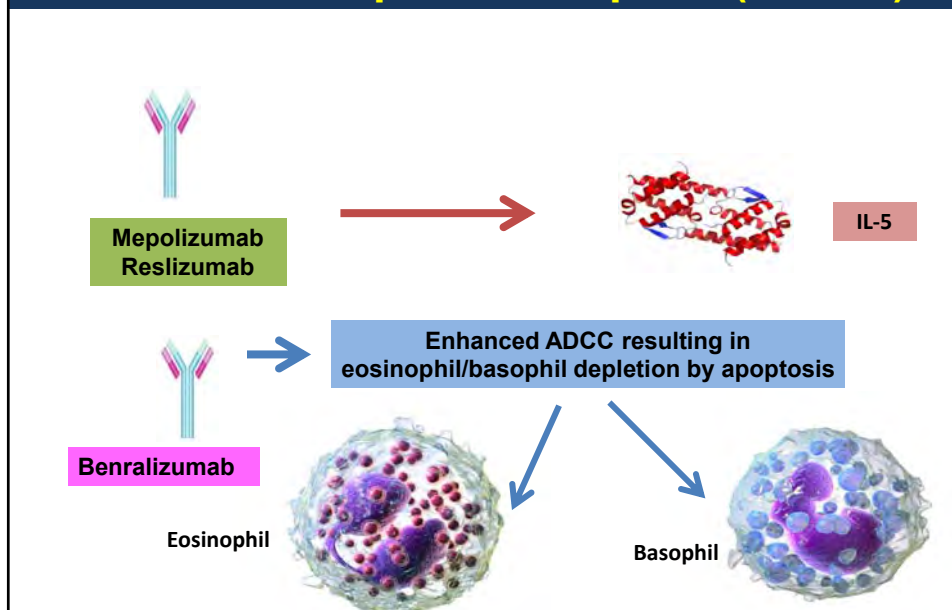 Mepolizumab
Reslizumab
IL-5
Enhanced ADCC resulting in
eosinophil/basophil depletion by apoptosis
Benralizumab
Eosinophil
Basophil